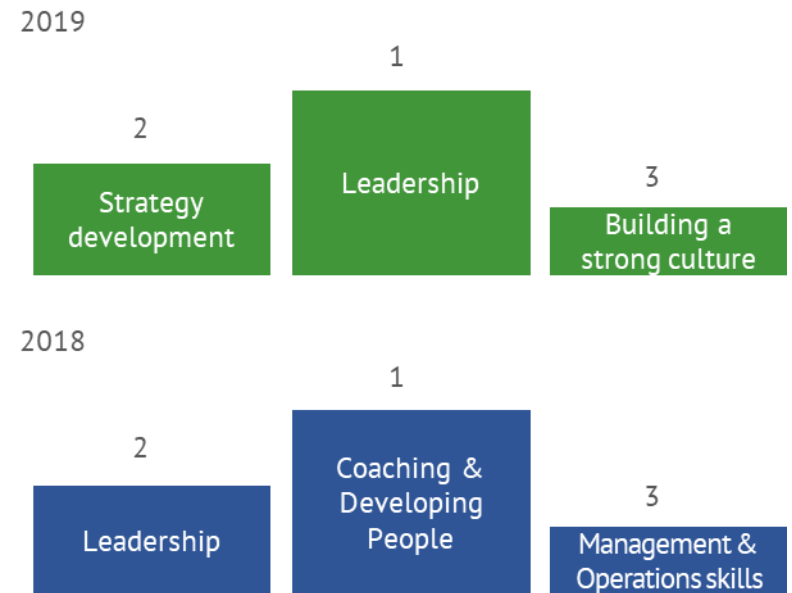 2019
1
2
3
Strategy
development
Leadership
Building a
strong culture
2018
1
2
3
Leadership
Coaching &
Developing
People
Management &
Operations skills